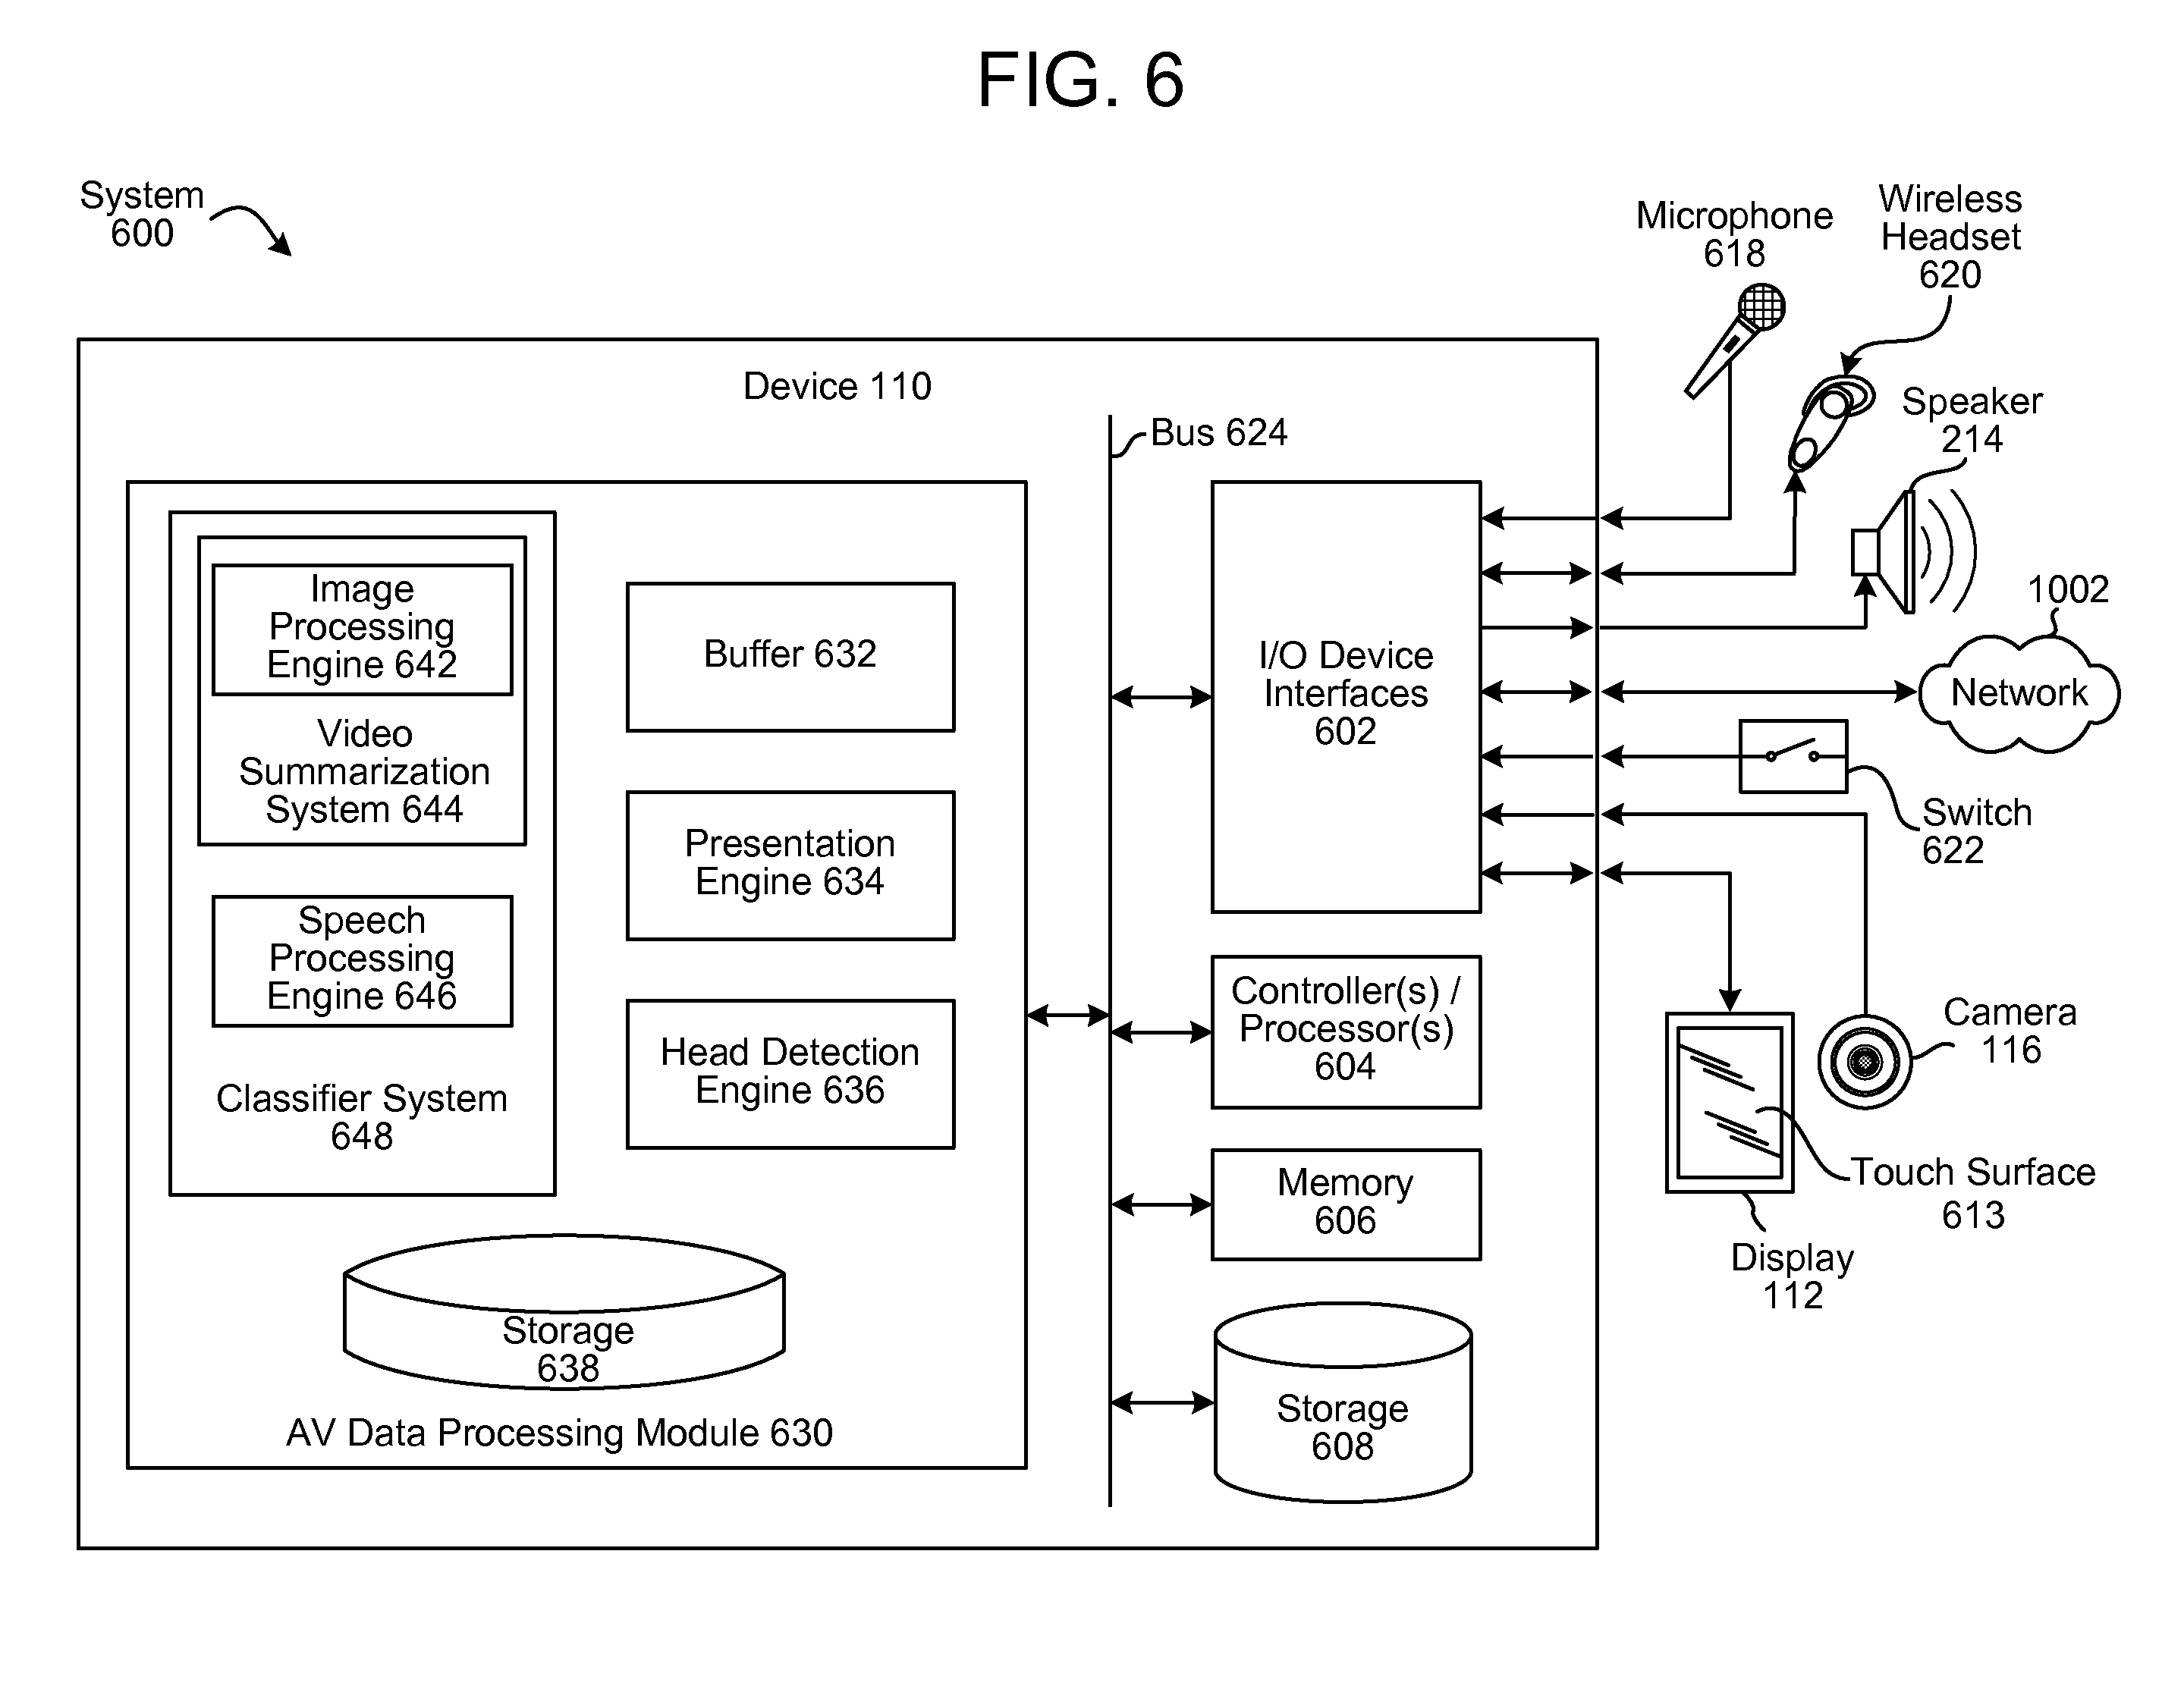 FIG. 6
System
600
Microphone
618
Wireless
Headset
620
Speaker
214
1002
Network
Switch
622
Camera
116
Touch Surface
613
Display
112
Device 110
Bus 624
Image
Processing
Engine 642
Video
Summarization
System 644
Speech
Processing
Engine 646
Classifier System
648
Buffer 632
Presentation
Engine 634
Head Detection
Engine 636
Storage
638
AV Data Processing Module 630
I/O Device
Interfaces
602
Controller(s) /
Processor(s)
604
Memory
606
Storage
608